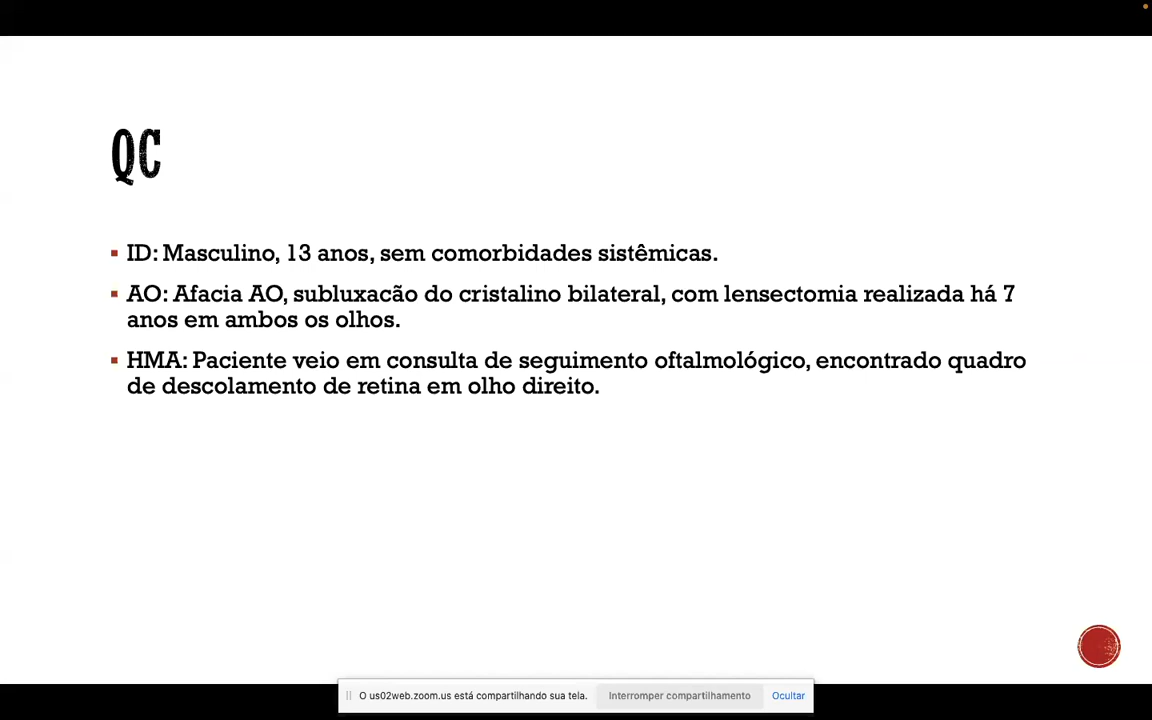 QC
ID: Masculino, 13 anos, sem comorbidades sistêmicas.
AO: Afacia AO, subluxacão do cristalino bilateral, com lensectomia realizada há 7
anos em ambos os olhos.
HMA: Paciente veio em consulta de seguimento oftalmológico, encontrado quadro
de descolamento de retina em olho direito.
O us02web.zoom.us está compartilhando sua tela. Interromper compartilhamento Ocultar